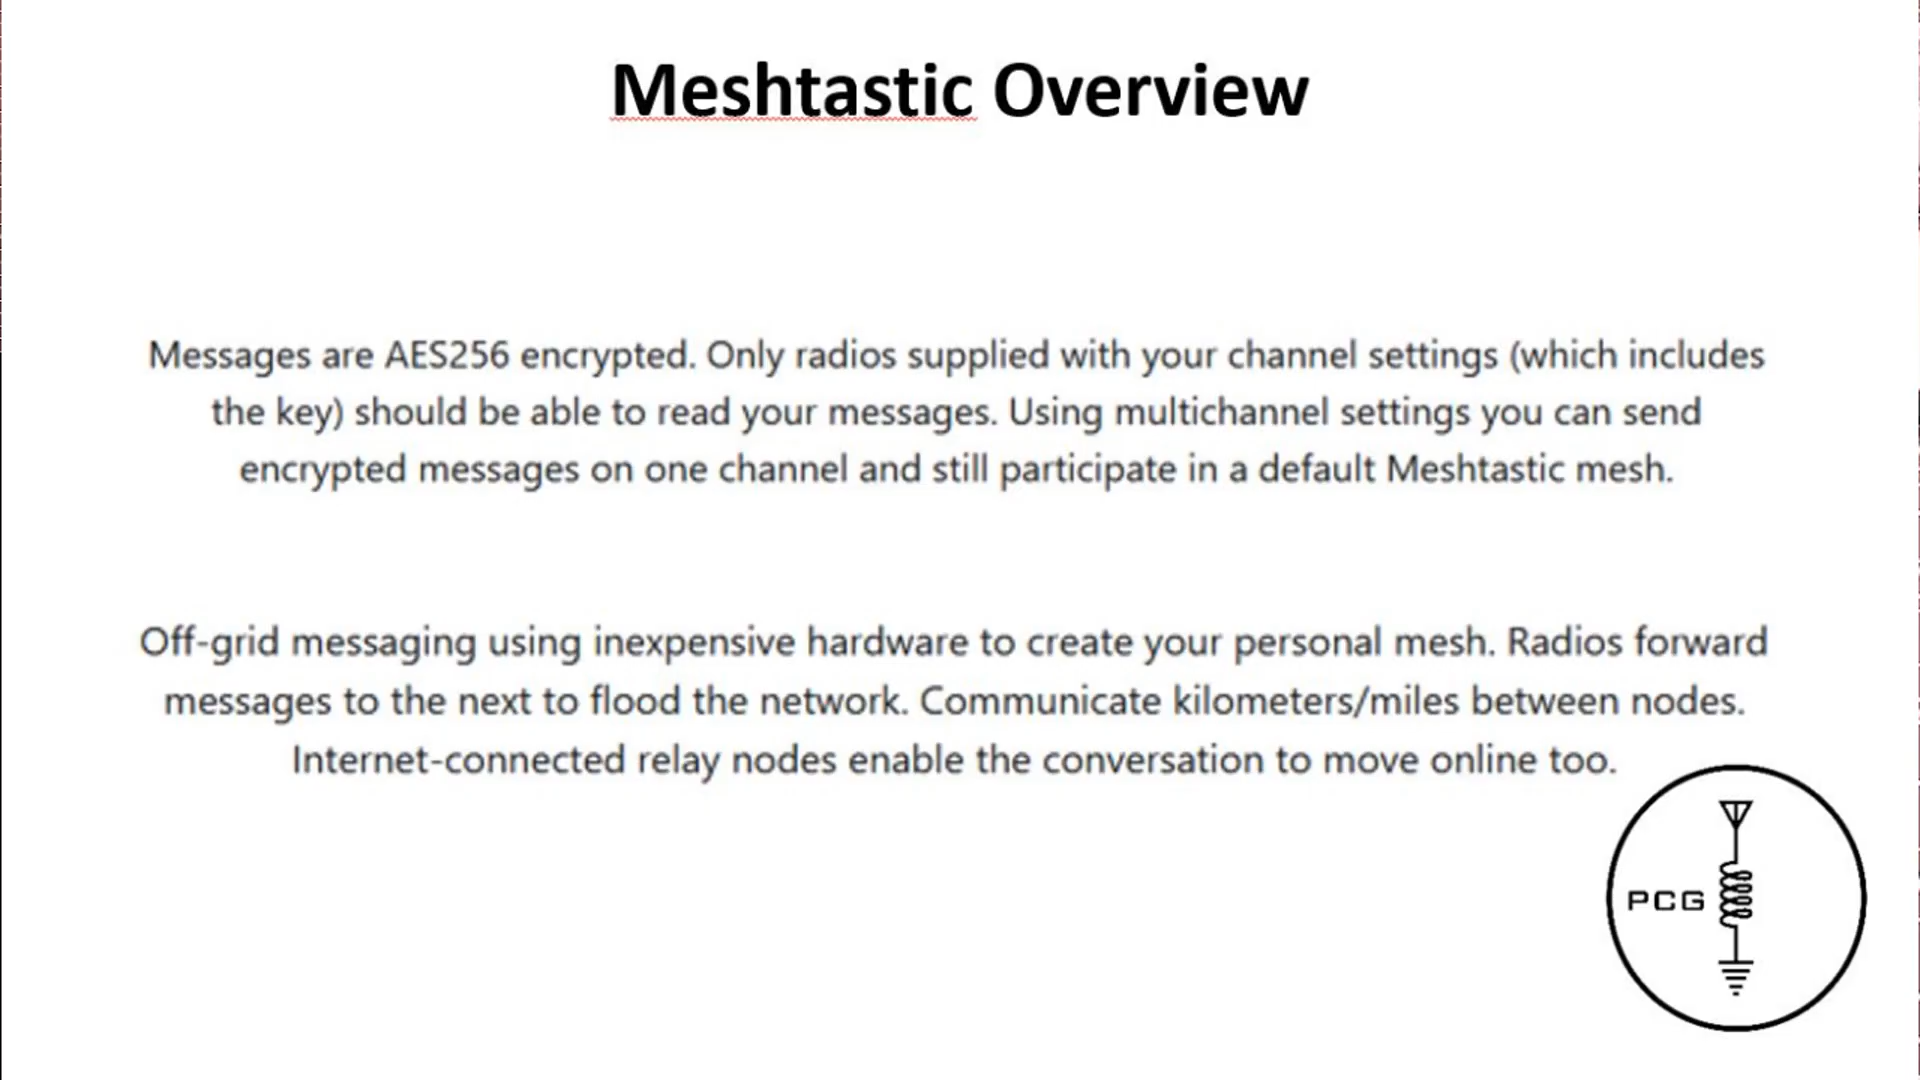 Meshtastic Overview
Messages are AES256 encrypted. Only radios supplied with your channel settings (which includes
the key) should be able to read your messages. Using multichannel settings you can send
encrypted messages on one channel and still participate in a default Meshtastic mesh.
Off-grid messaging using inexpensive hardware to create your personal mesh. Radios forward
messages to the next to flood the network. Communicate kilometers/miles between nodes.
Internet-connected relay nodes enable the conversation to move online too.
PCG